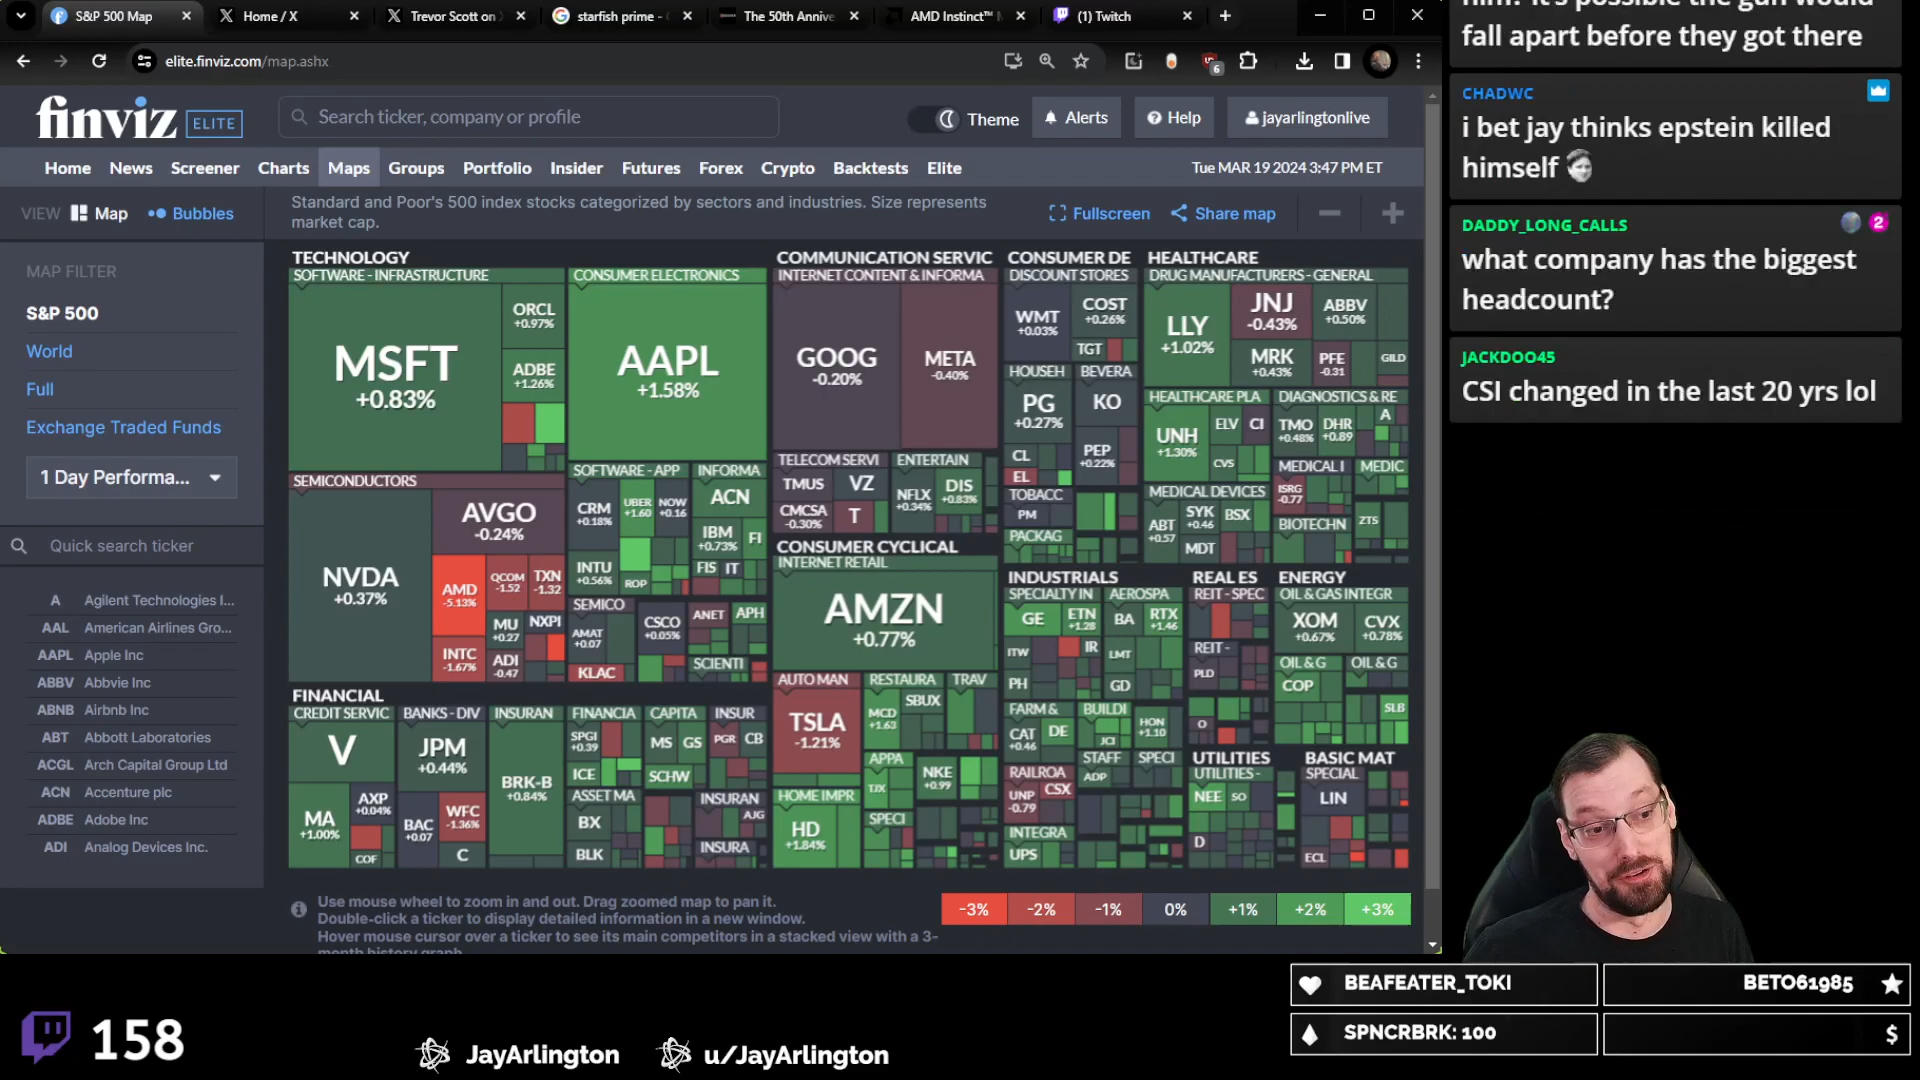 S&P 500 Map
Home / X
Trevor Scott on
starfish prime -
The 50th Annive
AMD Instinct™
(1) Twitch
elite.finviz.com/map.ashx
6
finviz ELITE
Search ticker, company or profile
Theme
Alerts
Help
jayarlingtonlive
Home News Screener Charts Maps Groups Portfolio Insider Futures Forex Crypto Backtests Elite
Tue MAR 19 2024 3:47 PM ET
VIEW Map Bubbles
Standard and Poor's 500 index stocks categorized by sectors and industries. Size represents
market cap.
Fullscreen
Share map
MAP FILTER
S&P 500
World
Full
Exchange Traded Funds
1 Day Performa...
Quick search ticker
A Agilent Technologies I...
AAL American Airlines Gro...
AAPL Apple Inc
ABBV Abbvie Inc
ABNB Airbnb Inc
ABT Abbott Laboratories
ACGL Arch Capital Group Ltd
ACN Accenture plc
ADBE Adobe Inc
ADI Analog Devices Inc.
TECHNOLOGY
SOFTWARE - INFRASTRUCTURE
MSFT
+0.83%
ORCL
+0.97%
ADBE
+1.26%
CONSUMER ELECTRONICS
AAPL
+1.58%
SEMICONDUCTORS
NVDA
+0.37%
AVGO
-0.24%
AMD
-5.13%
QCOM
-1.52
TXN
-1.32
MU
+0.27
NXPI
INTC
-1.67%
ADI
-0.47
SOFTWARE - APP
CRM
+0.18%
UBER
+1.60
NOW
+0.16
INTU
+0.56%
ROP
INFORMA
ACN
IBM
+0.73%
FI
FIS
IT
SEMICO
AMAT
+0.07
KLAC
CSCO
+0.05%
ANET
APH
SCIENTI
COMMUNICATION SERVIC
INTERNET CONTENT & INFORMA
GOOG
-0.20%
META
-0.40%
TELECOM SERVI
TMUS
VZ
CMCSA
-0.30%
T
ENTERTAIN
NFLX
+0.34%
DIS
+0.83%
CONSUMER CYCLICAL
INTERNET RETAIL
AMZN
+0.77%
AUTO MAN
TSLA
-1.21%
RESTAURA
MCD
+1.63
SBUX
TRAV
APPA
TJX
NKE
+0.99
HOME IMPR
HD
+1.84%
SPECI
CONSUMER DE
DISCOUNT STORES
WMT
+0.03%
COST
+0.26%
TGT
HOUSEH
PG
+0.27%
CL
EL
BEVERA
KO
PEP
+0.22%
TOBACC
PM
PACKAG
HEALTHCARE
DRUG MANUFACTURERS - GENERAL
LLY
+1.02%
JNJ
-0.43%
ABBV
+0.50%
MRK
+0.43%
PFE
-0.31
GILD
HEALTHCARE PLA
UNH
+1.30%
ELV
CI
CVS
DIAGNOSTICS & RE
TMO
+0.48%
DHR
+0.89
A
MEDICAL I
ISRG
-0.77
MEDIC
MEDICAL DEVICES
ABT
+0.57
SYK
+0.46
BSX
MDT
BIOTECHN
ZTS
INDUSTRIALS
SPECIALTY IN
GE
ETN
+1.28
ITW
IR
PH
AEROSPA
BA
RTX
+1.46
LMT
GD
FARM &
CAT
+0.46
DE
BUILDI
JCI
HON
+1.10
RAILROA
UNP
-0.79
CSX
STAFF
ADP
SPECI
INTEGRA
UPS
REAL ES
REIT - SPEC
REIT -
PLD
O
ENERGY
OIL & GAS INTEGR
XOM
+0.67%
CVX
+0.78%
OIL & G
COP
OIL & G
SLB
UTILITIES
UTILITIES -
NEE
SO
D
BASIC MAT
SPECIAL
LIN
ECL
FINANCIAL
CREDIT SERVIC
V
MA
+1.00%
AXP
+0.04%
COF
BANKS - DIV
JPM
+0.44%
BAC
+0.07
WFC
-1.36%
C
INSURAN
BRK-B
+0.84%
FINANCIA
SPGI
+0.39
ICE
CAPITA
MS
GS
SCHW
INSUR
PGR
CB
ASSET MA
BX
BLK
INSURAN
AJG
INSURA
Use mouse wheel to zoom in and out. Drag zoomed map to pan it.
Double-click a ticker to display detailed information in a new window.
Hover mouse cursor over a ticker to see its main competitors in a stacked view with a 3-
month history graph.
-3% -2% -1% 0% +1% +2% +3%
him? it's possible the gun would
fall apart before they got there
CHADWC
i bet jay thinks epstein killed
himself
DADDY_LONG_CALLS
2
what company has the biggest
headcount?
JACKDOO45
CSI changed in the last 20 yrs lol
158
JayArlington
u/JayArlington
BEAFEATER_TOKI
BETO61985
SPNCRBRK: 100
$